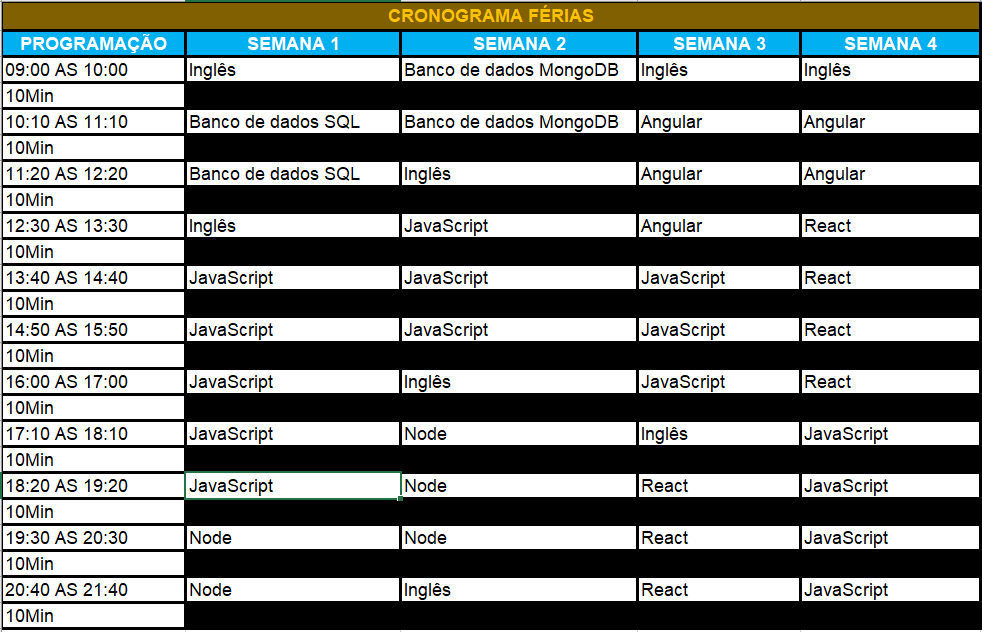 CRONOGRAMA FÉRIAS
PROGRAMAÇÃO SEMANA 1 SEMANA 2 SEMANA 3 SEMANA 4
09:00 AS 10:00 Inglês Banco de dados MongoDB Inglês Inglês
10Min
10:10 AS 11:10 Banco de dados SQL Banco de dados MongoDB Angular Angular
10Min
11:20 AS 12:20 Banco de dados SQL Inglês Angular Angular
10Min
12:30 AS 13:30 Inglês JavaScript Angular React
10Min
13:40 AS 14:40 JavaScript JavaScript JavaScript React
10Min
14:50 AS 15:50 JavaScript JavaScript JavaScript React
10Min
16:00 AS 17:00 JavaScript Inglês JavaScript React
10Min
17:10 AS 18:10 JavaScript Node Inglês JavaScript
10Min
18:20 AS 19:20 JavaScript Node React JavaScript
10Min
19:30 AS 20:30 Node Node React JavaScript
10Min
20:40 AS 21:40 Node Inglês React JavaScript
10Min